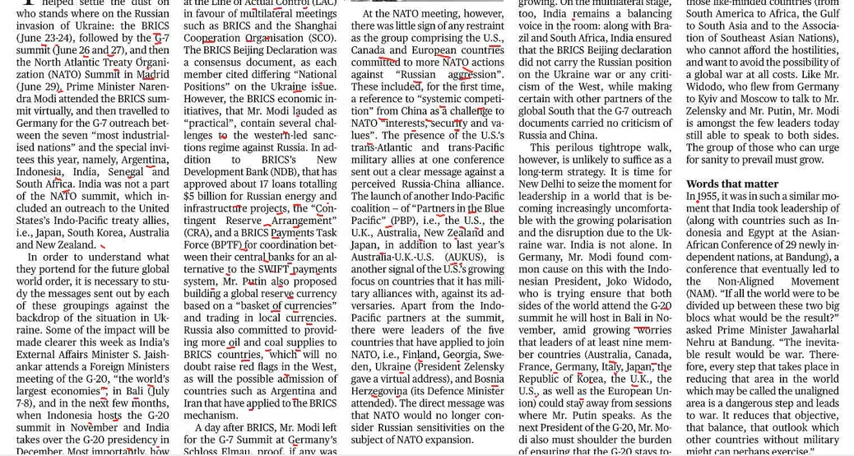 helped settle the dust on
who stands where on the Russian
invasion of Ukraine: the BRICS
(June 23-24), followed by the G-7
summit (June 26 and 27), and then
the North Atlantic Treaty Organi-
zation (NATO) Summit in Madrid
(June 29). Prime Minister Naren-
dra Modi attended the BRICS sum-
mit virtually, and then travelled to
Germany for the G7 outreach bet-
ween the seven "most industrial-
ised nations" and the special invi-
tees this year, namely, Argentina,
Indonesia, India, Senegal and
South Africa. India was not a part
of the NATO summit, which in-
cluded an outreach to the United
States's Indo-Pacific treaty allies,
i.e., Japan, South Korea, Australia
and New Zealand.
In order to understand what
they portend for the future global
world order, it is necessary to stu-
dy the messages sent out by each
of these groupings against the
backdrop of the situation in Uk-
raine. Some of the impact will be
made clearer this week as India's
External Affairs Minister S. Jaish-
ankar attends a Foreign Ministers
meeting of the G-20, "the world's
largest economies", in Bali (July
7-8), and in the next few months,
when Indonesia hosts the G-20
summit in November and India
takes over the G-20 presidency in
December. Most importantly, how
at the Line of Actual Control (LAC)
in favour of multilateral meetings
such as BRICS and the Shanghai
Cooperation Organisation (SCO).
The BRICS Beijing Declaration was
a consensus document, as each
member cited differing "National
Positions" on the Ukraine issue.
However, the BRICS economic in-
itiatives, that Mr. Modi lauded as
"practical", contain several chal-
lenges to the western-led sanc-
tions regime against Russia. In ad-
dition to BRICS's New
Development Bank (NDB), that has
approved about 17 loans totalling
$5 billion for Russian energy and
infrastructure projects, the "Con-
tingent Reserve Arrangement"
(CRA), and a BRICS Payments Task
Force (BPTF) for coordination bet-
ween their central banks for an al-
ternative to the SWIFT payments
system, Mr. Putin also proposed
building a global reserve currency
based on a "basket of currencies"
and trading in local currencies.
Russia also committed to provid-
ing more oil and coal supplies to
BRICS countries, which will no
doubt raise red flags in the West,
as will the possible admission of
countries such as Argentina and
Iran that have applied to the BRICS
mechanism.
A day after BRICS, Mr. Modi left
for the G-7 Summit at Germany's
Schloss Elmau, proof, if any was
At the NATO meeting, however,
there was little sign of any restraint
as the group comprising the U.S.,
Canada and European countries
committed to more NATO actions
against "Russian aggression".
These included, for the first time,
a reference to "systemic competi-
tion" from China as a challenge to
NATO "interests, security and va-
lues". The presence of the U.S.'s
trans-Atlantic and trans-Pacific
military allies at one conference
sent out a clear message against a
perceived Russia-China alliance.
The launch of another Indo-Pacific
coalition – of "Partners in the Blue
Pacific" (PBP), i.e., the U.S., the
U.K., Australia, New Zealand and
Japan, in addition to last year's
Australia-U.K.-U.S. (AUKUS), is
another signal of the U.S.'s growing
focus on countries that it has mili-
tary alliances with, against its ad-
versaries. Apart from the Indo-
Pacific partners at the summit,
there were leaders of the five
countries that have applied to join
NATO, i.e., Finland, Georgia, Swe-
den, Ukraine (President Zelensky
gave a virtual address), and Bosnia
Herzegovina (its Defence Minister
attended). The direct message was
that NATO would no longer con-
sider Russian sensitivities on the
subject of NATO expansion.
growing. On the multilateral stage,
too, India remains a balancing
voice in the room: along with Bra-
zil and South Africa, India ensured
that the BRICS Beijing declaration
did not carry the Russian position
on the Ukraine war or any criti-
cism of the West, while making
certain with other partners of the
global South that the G-7 outreach
documents carried no criticism of
Russia and China.
This perilous tightrope walk,
however, is unlikely to suffice as a
long-term strategy. It is time for
New Delhi to seize the moment for
leadership in a world that is be-
coming increasingly uncomforta-
ble with the growing polarisation
and the disruption due to the Uk-
raine war. India is not alone. In
Germany, Mr. Modi found com-
mon cause on this with the Indo-
nesian President, Joko Widodo,
who is trying ensure that both
sides of the world attend the G-20
summit he will host in Bali in No-
vember, amid growing worries
that leaders of at least nine mem-
ber countries (Australia, Canada,
France, Germany, Italy, Japan, the
Republic of Korea, the U.K., the
U.S., as well as the European Un-
ion) could stay away from sessions
where Mr. Putin speaks. As the
next President of the G-20, Mr. Mo-
di also must shoulder the burden
of ensuring that the G-20 stays to-
those like-minded countries (from
South America to Africa, the Gulf
to South Asia and to the Associa-
tion of Southeast Asian Nations),
who cannot afford the hostilities,
and want to avoid the possibility of
a global war at all costs. Like Mr.
Widodo, who flew from Germany
to Kyiv and Moscow to talk to Mr.
Zelensky and Mr. Putin, Mr. Modi
is amongst the few leaders today
still able to speak to both sides.
The group of those who can urge
for sanity to prevail must grow.
Words that matter
In 1955, it was in such a similar mo-
ment that India took leadership of
(along with countries such as In-
donesia and Egypt at the Asian-
African Conference of 29 newly in-
dependent nations, at Bandung), a
conference that eventually led to
the Non-Aligned Movement
(NAM). "If all the world were to be
divided up between these two big
blocs what would be the result?"
asked Prime Minister Jawaharlal
Nehru at Bandung. "The inevita-
ble result would be war. There-
fore, every step that takes place in
reducing that area in the world
which may be called the unaligned
area is a dangerous step and leads
to war. It reduces that objective,
that balance, that outlook which
other countries without military
might can perhaps exercise."